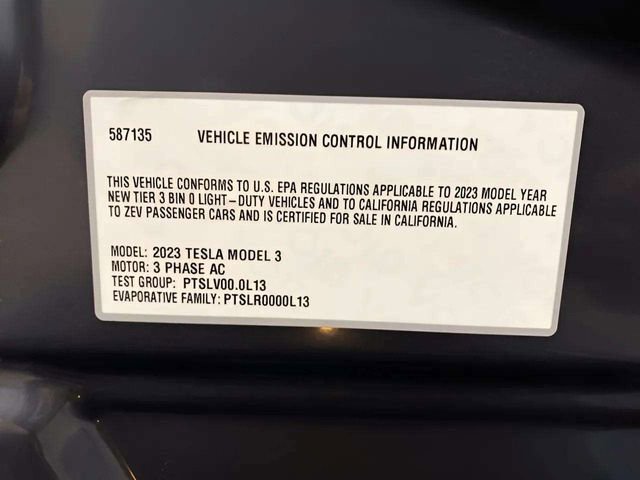 587135 VEHICLE EMISSION CONTROL INFORMATION
THIS VEHICLE CONFORMS TO U.S. EPA REGULATIONS APPLICABLE TO 2023 MODEL YEAR
NEW TIER 3 BIN 0 LIGHT-DUTY VEHICLES AND TO CALIFORNIA REGULATIONS APPLICABLE
TO ZEV PASSENGER CARS AND IS CERTIFIED FOR SALE IN CALIFORNIA.
MODEL: 2023 TESLA MODEL 3
MOTOR: 3 PHASE AC
TEST GROUP: PTSLV00.0L13
EVAPORATIVE FAMILY: PTSLR0000L13